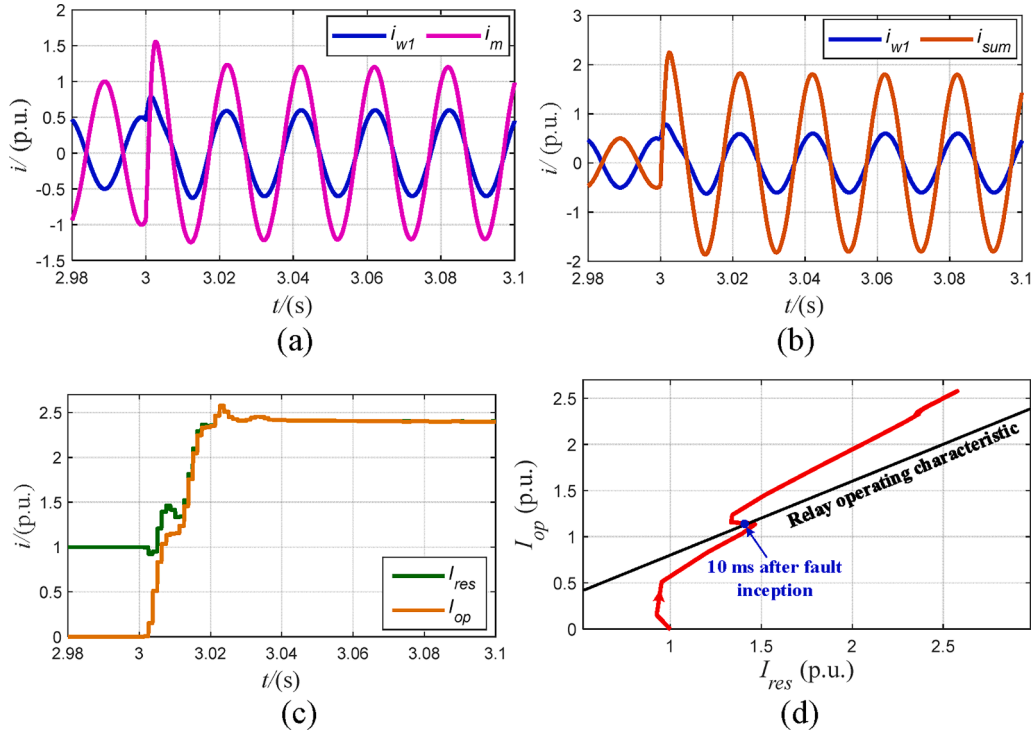 i_w1 i_m
1.5
1
0.5
0
-0.5
-1
-1.5
i/ (p.u.)
2.98 3 3.02 3.04 3.06 3.08 3.1
t/(s)
(a)
i_w1 i_sum
3
2
1
0
-1
-2
i/ (p.u.)
2.98 3 3.02 3.04 3.06 3.08 3.1
t/(s)
(b)
2.5
2
1.5
1
0.5
0
i/(p.u.)
I_res
I_op
2.98 3 3.02 3.04 3.06 3.08 3.1
t/(s)
(c)
2.5
2
1.5
1
0.5
0
I_op (p.u.)
Relay operating characteristic
10 ms after fault
inception
1 1.5 2 2.5
I_res (p.u.)
(d)